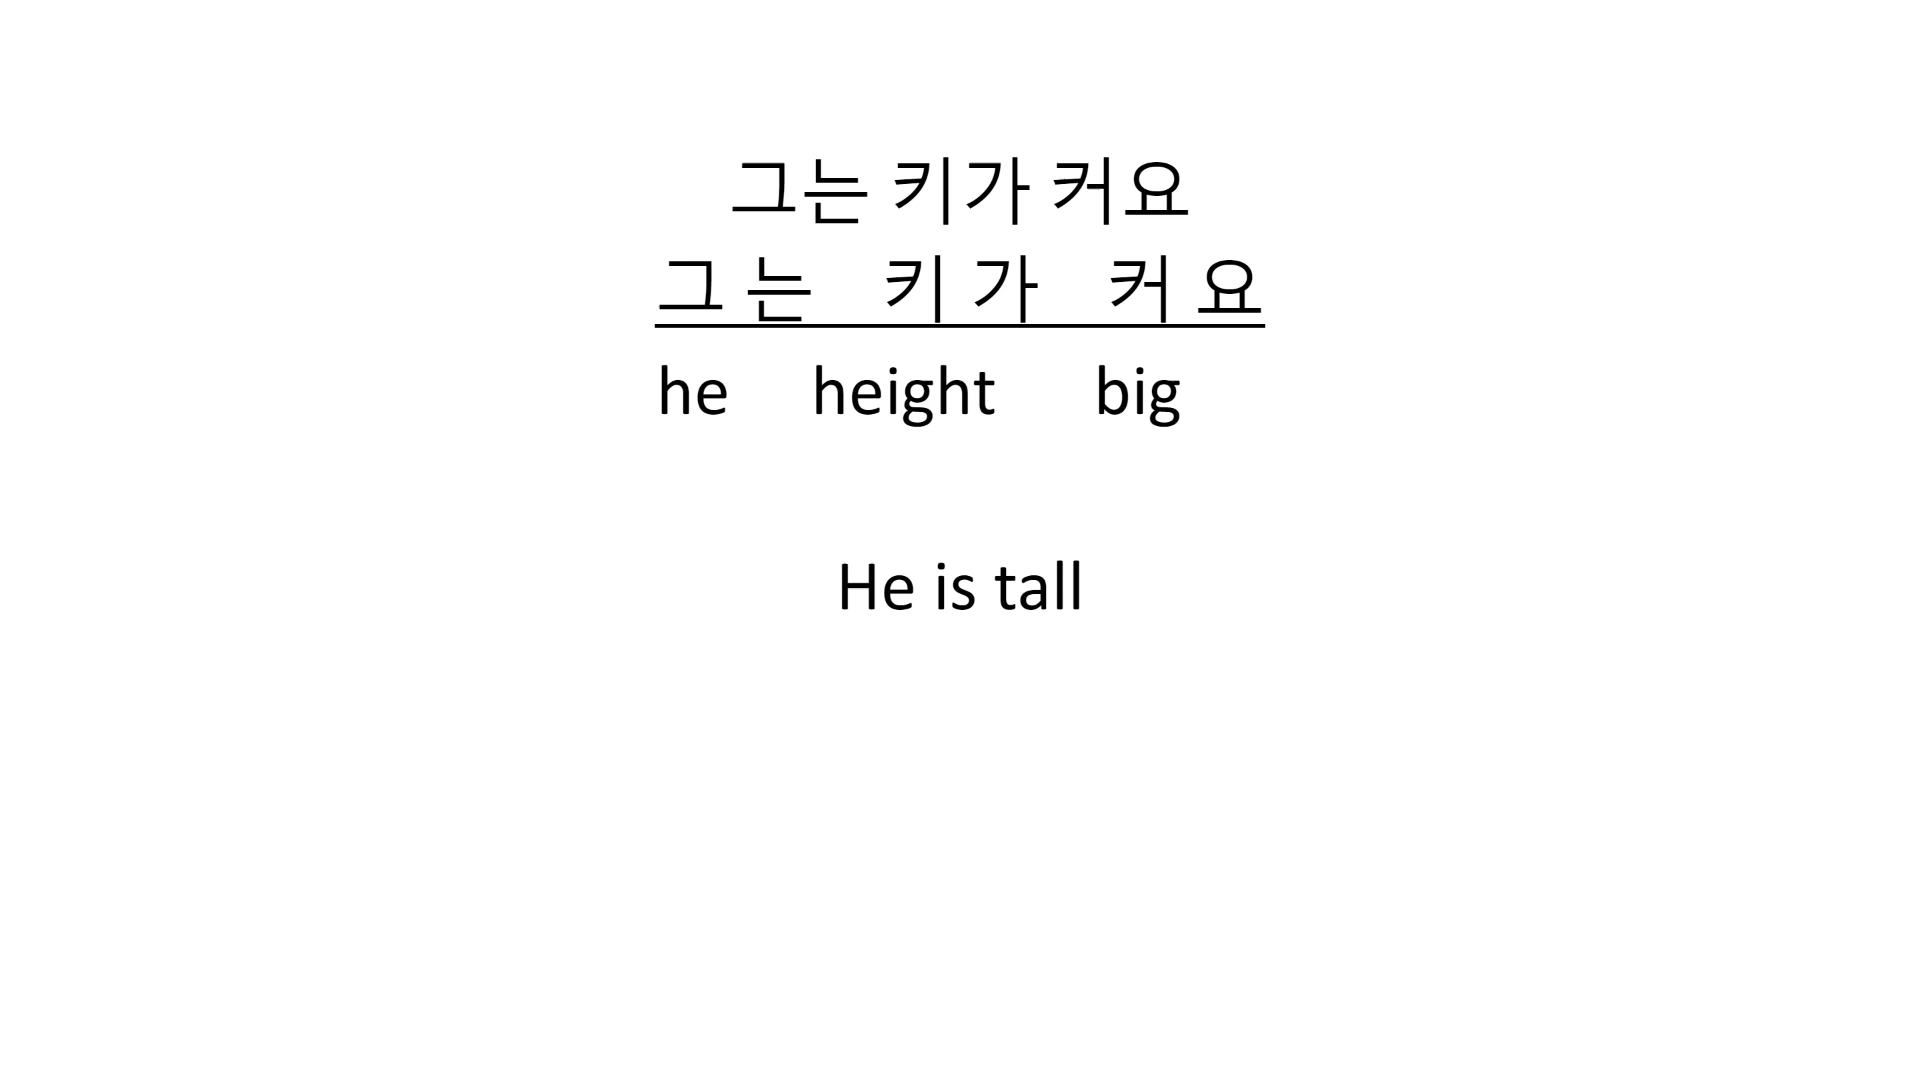 그는 키가 커요
그 는 키 가 커 요
he height big
He is tall